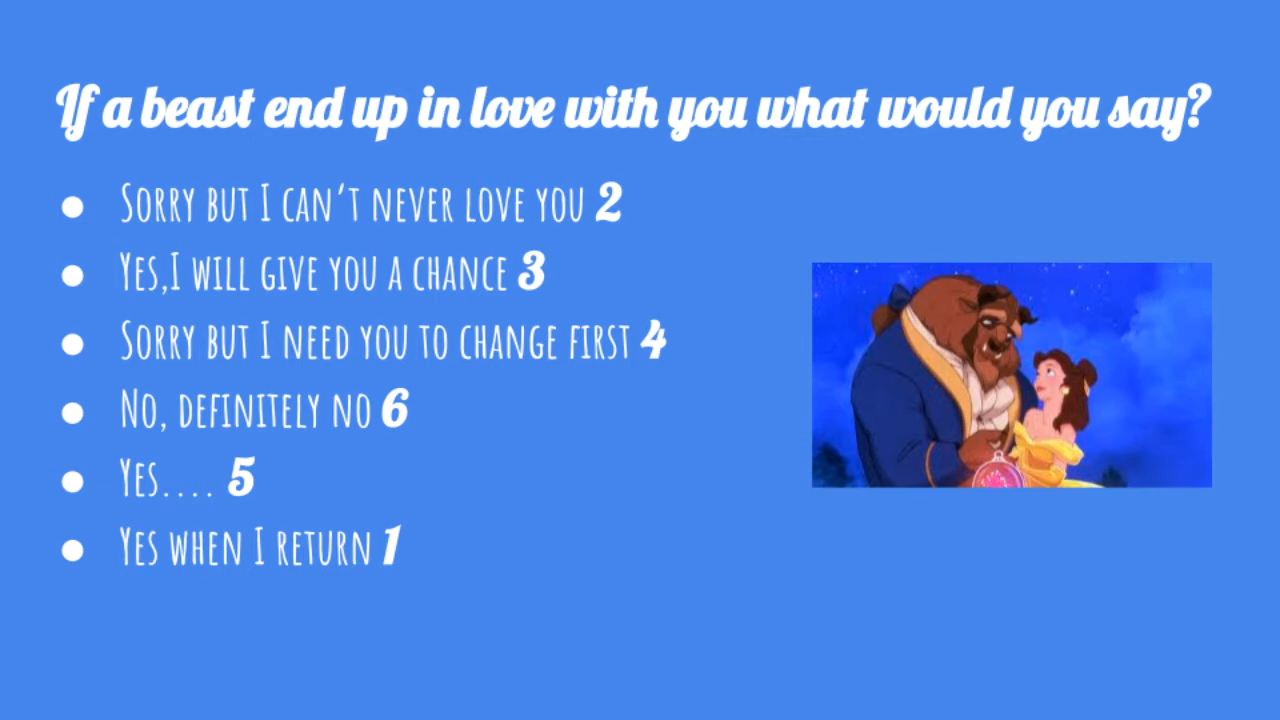 If a beast end up in love with you what would you say?
● Sorry but I can't never love you 2
● Yes,I will give you a chance 3
● Sorry but I need you to change first 4
● No, definitely no 6
● Yes.... 5
● Yes when I return 1